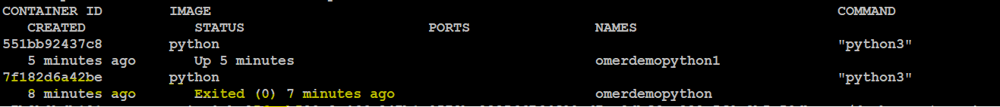 CONTAINER ID IMAGE COMMAND
CREATED STATUS PORTS NAMES
551bb92437c8 python "python3"
5 minutes ago Up 5 minutes omerdemopython1
7f182d6a42be python "python3"
8 minutes ago Exited (0) 7 minutes ago omerdemopython